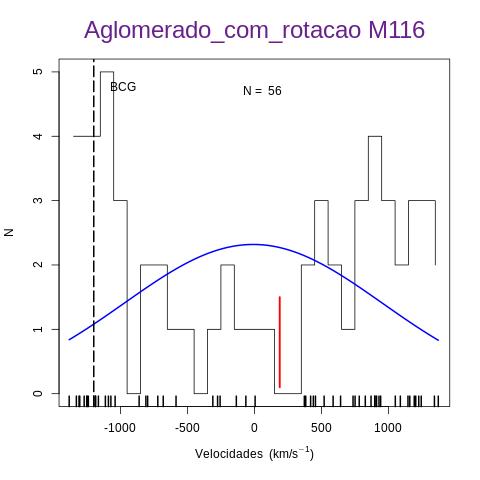 Aglomerado_com_rotacao M116
BCG
N = 56
5
4
3
2
1
0
N
-1000 -500 0 500 1000
Velocidades (km/s⁻¹)